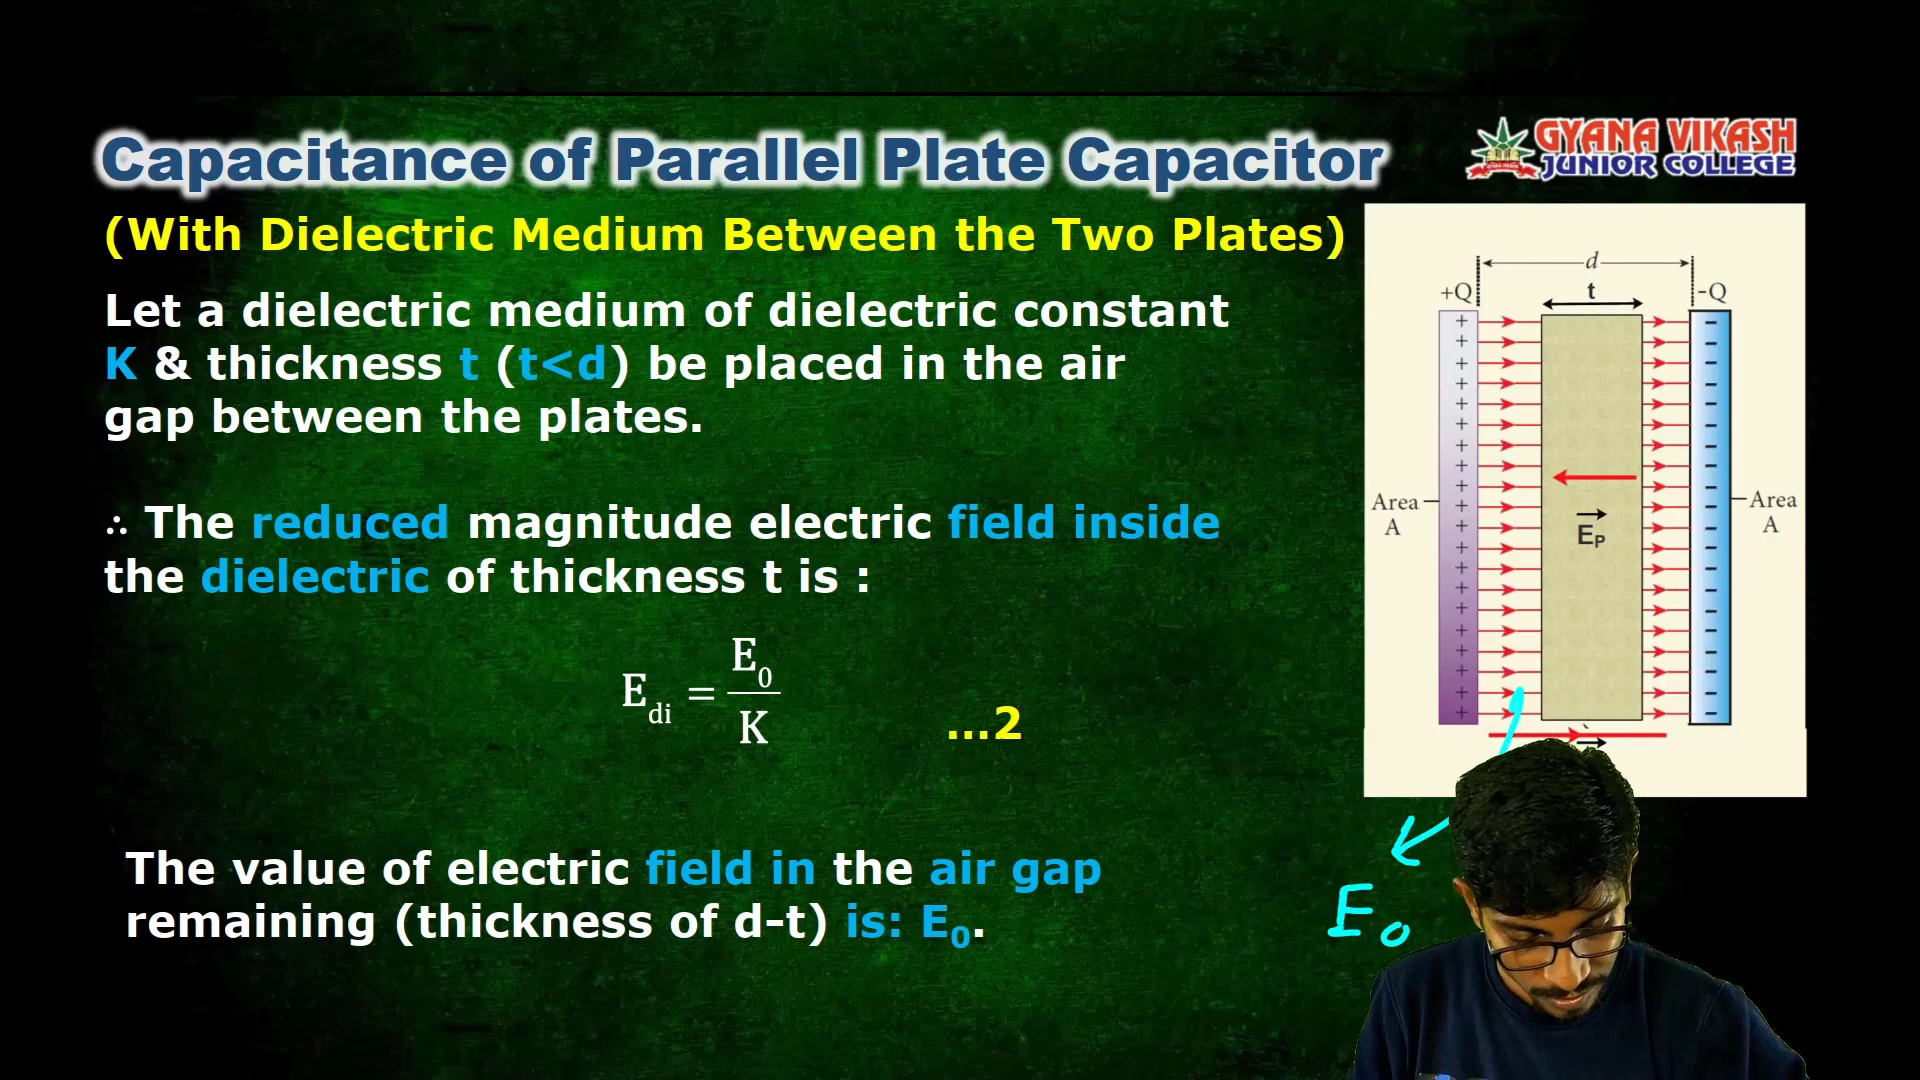 Capacitance of Parallel Plate Capacitor
GYANA VIKASH
JUNIOR COLLEGE
(With Dielectric Medium Between the Two Plates)
Let a dielectric medium of dielectric constant
K & thickness t (t<d) be placed in the air
gap between the plates.
∴ The reduced magnitude electric field inside
the dielectric of thickness t is :
E_di = E_0/K ...2
The value of electric field in the air gap
remaining (thickness of d-t) is: E₀.
d
+Q t -Q
Area
A
E_P
Area
A
E₀